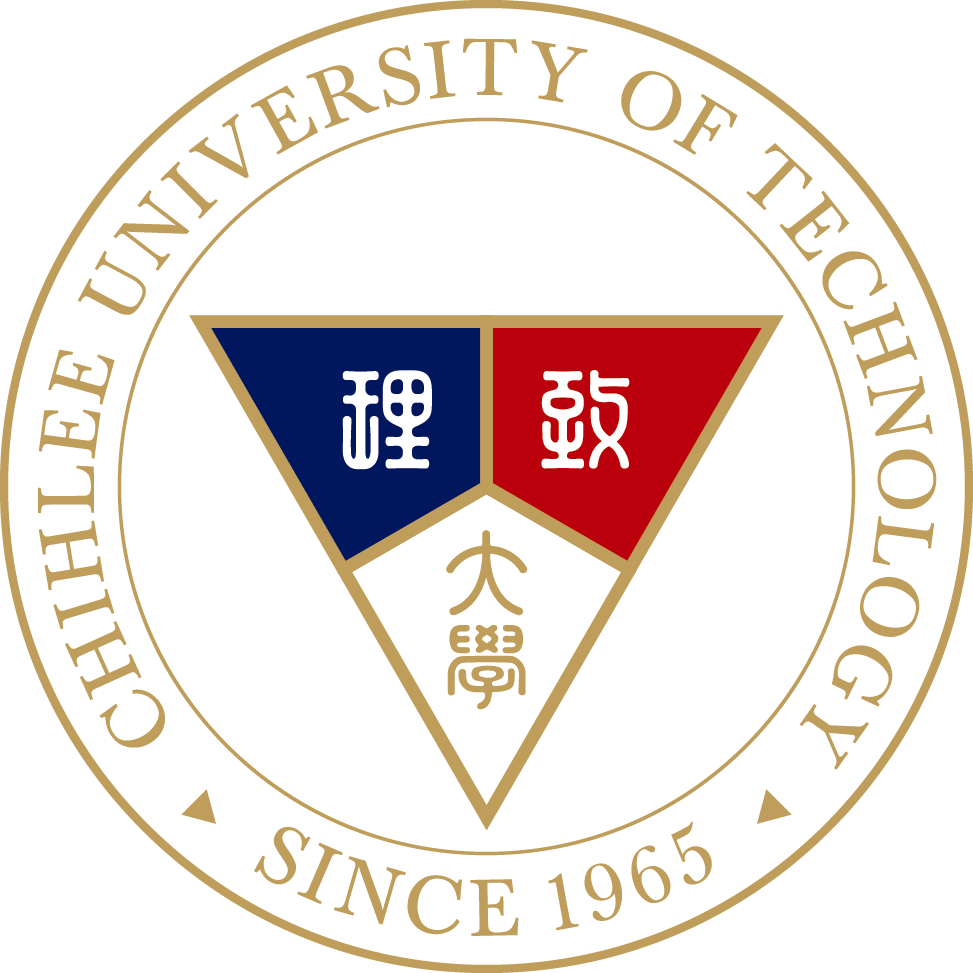 CHIHLEE UNIVERSITY OF TECHNOLOGY
致理
大學
SINCE 1965